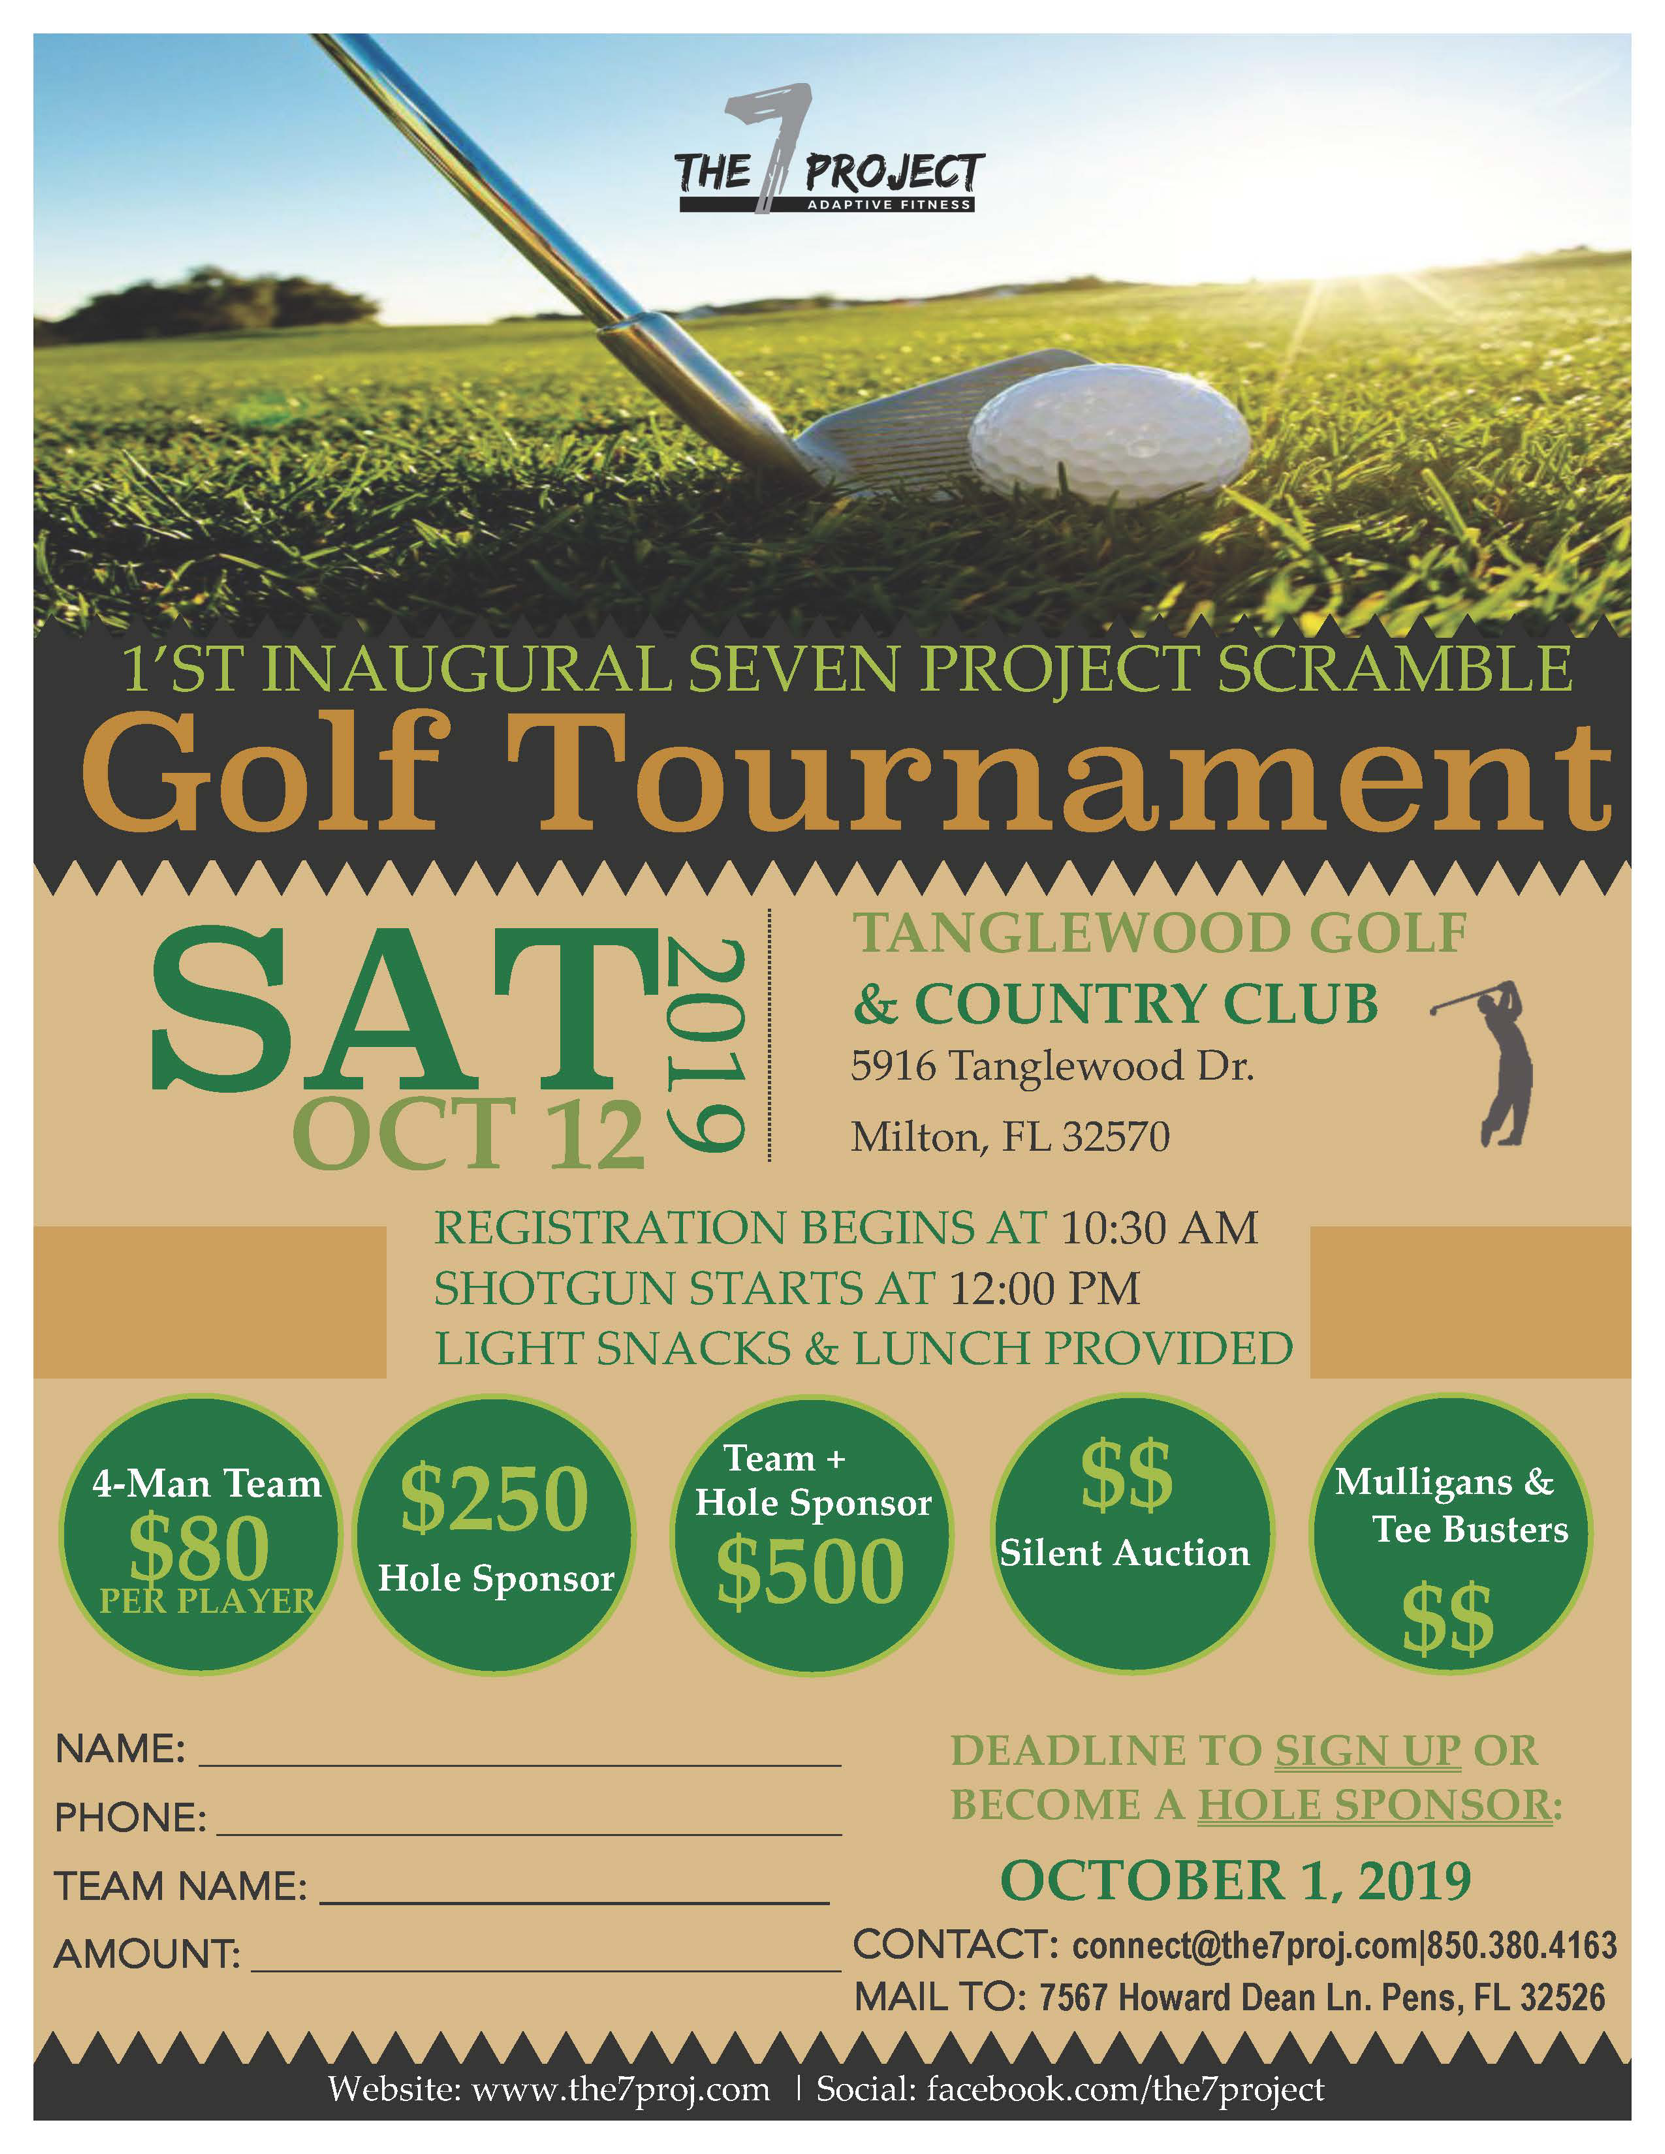 THE 7 PROJECT
ADAPTIVE FITNESS
1'ST INAUGURAL SEVEN PROJECT SCRAMBLE
Golf Tournament
SAT
OCT 12
2019
TANGLEWOOD GOLF
& COUNTRY CLUB
5916 Tanglewood Dr.
Milton, FL 32570
REGISTRATION BEGINS AT 10:30 AM
SHOTGUN STARTS AT 12:00 PM
LIGHT SNACKS & LUNCH PROVIDED
4-Man Team
$80
PER PLAYER
$250
Hole Sponsor
Team +
Hole Sponsor
$500
$$
Silent Auction
Mulligans &
Tee Busters
$$
NAME:
PHONE:
TEAM NAME:
AMOUNT:
DEADLINE TO SIGN UP OR
BECOME A HOLE SPONSOR:
OCTOBER 1, 2019
CONTACT: connect@the7proj.com|850.380.4163
MAIL TO: 7567 Howard Dean Ln. Pens, FL 32526
Website: www.the7proj.com | Social: facebook.com/the7project